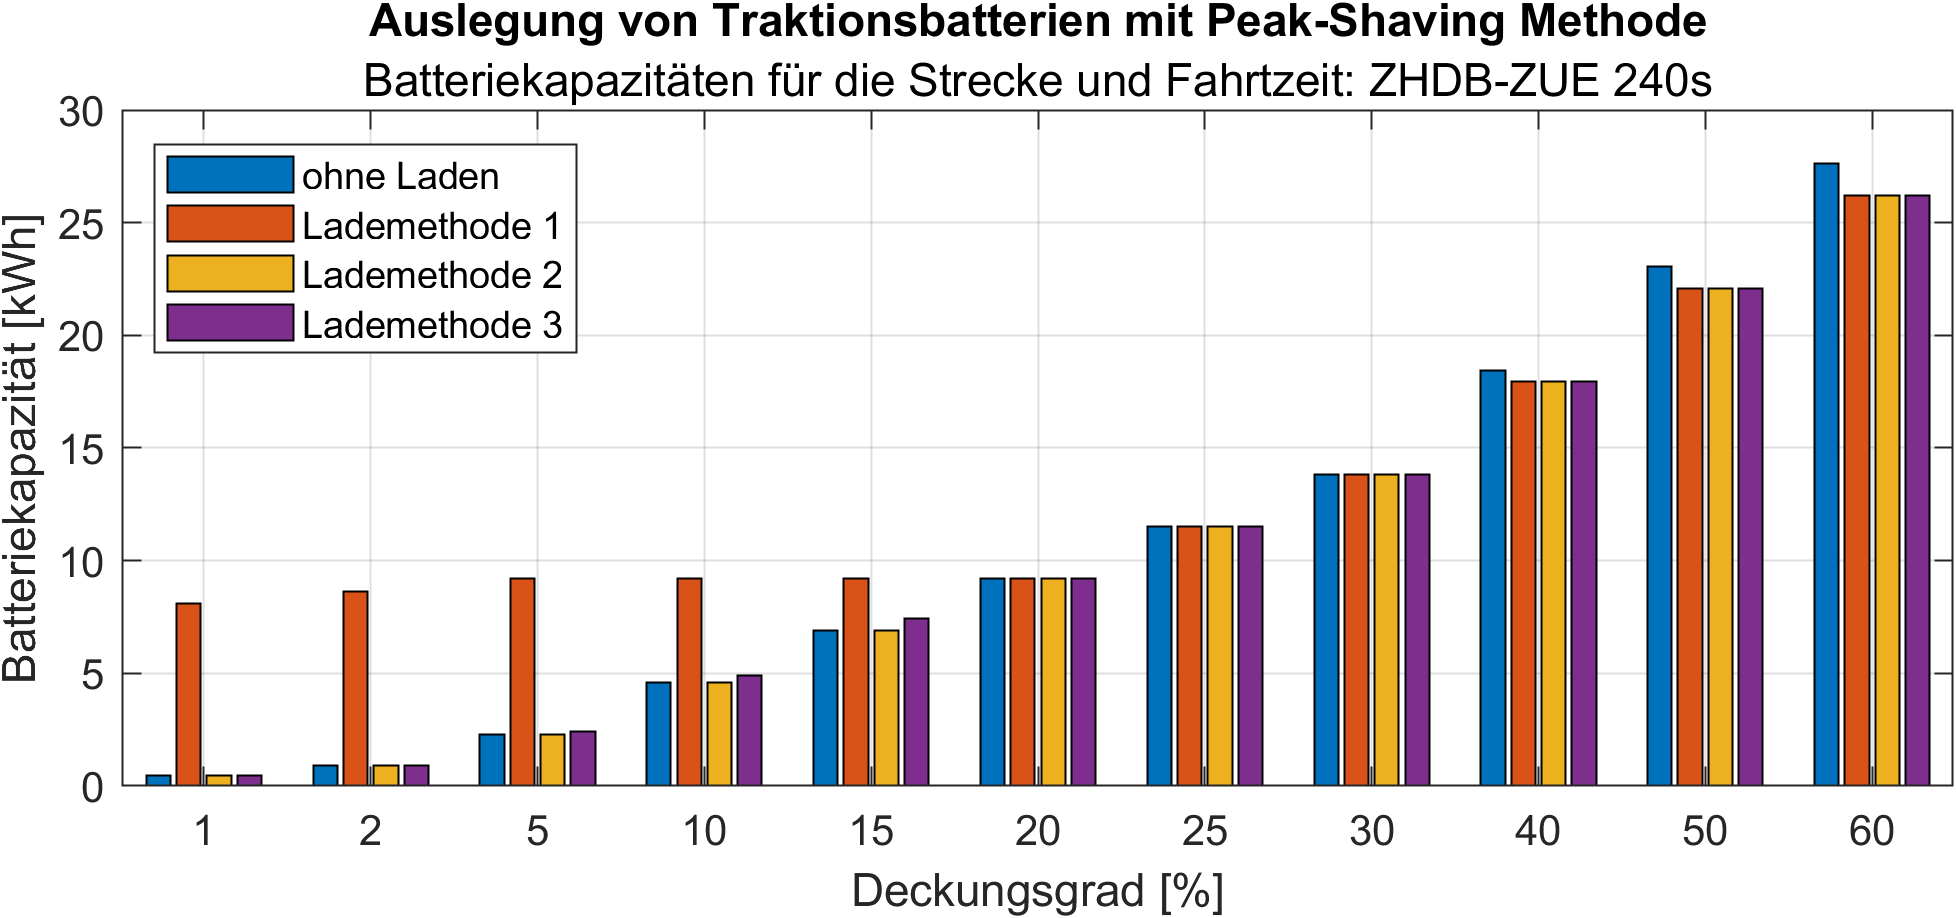 Auslegung von Traktionsbatterien mit Peak-Shaving Methode
Batteriekapazitäten für die Strecke und Fahrtzeit: ZHDB-ZUE 240s
30
25
20
15
10
5
0
Batteriekapazität [kWh]
ohne Laden
Lademethode 1
Lademethode 2
Lademethode 3
1 2 5 10 15 20 25 30 40 50 60
Deckungsgrad [%]